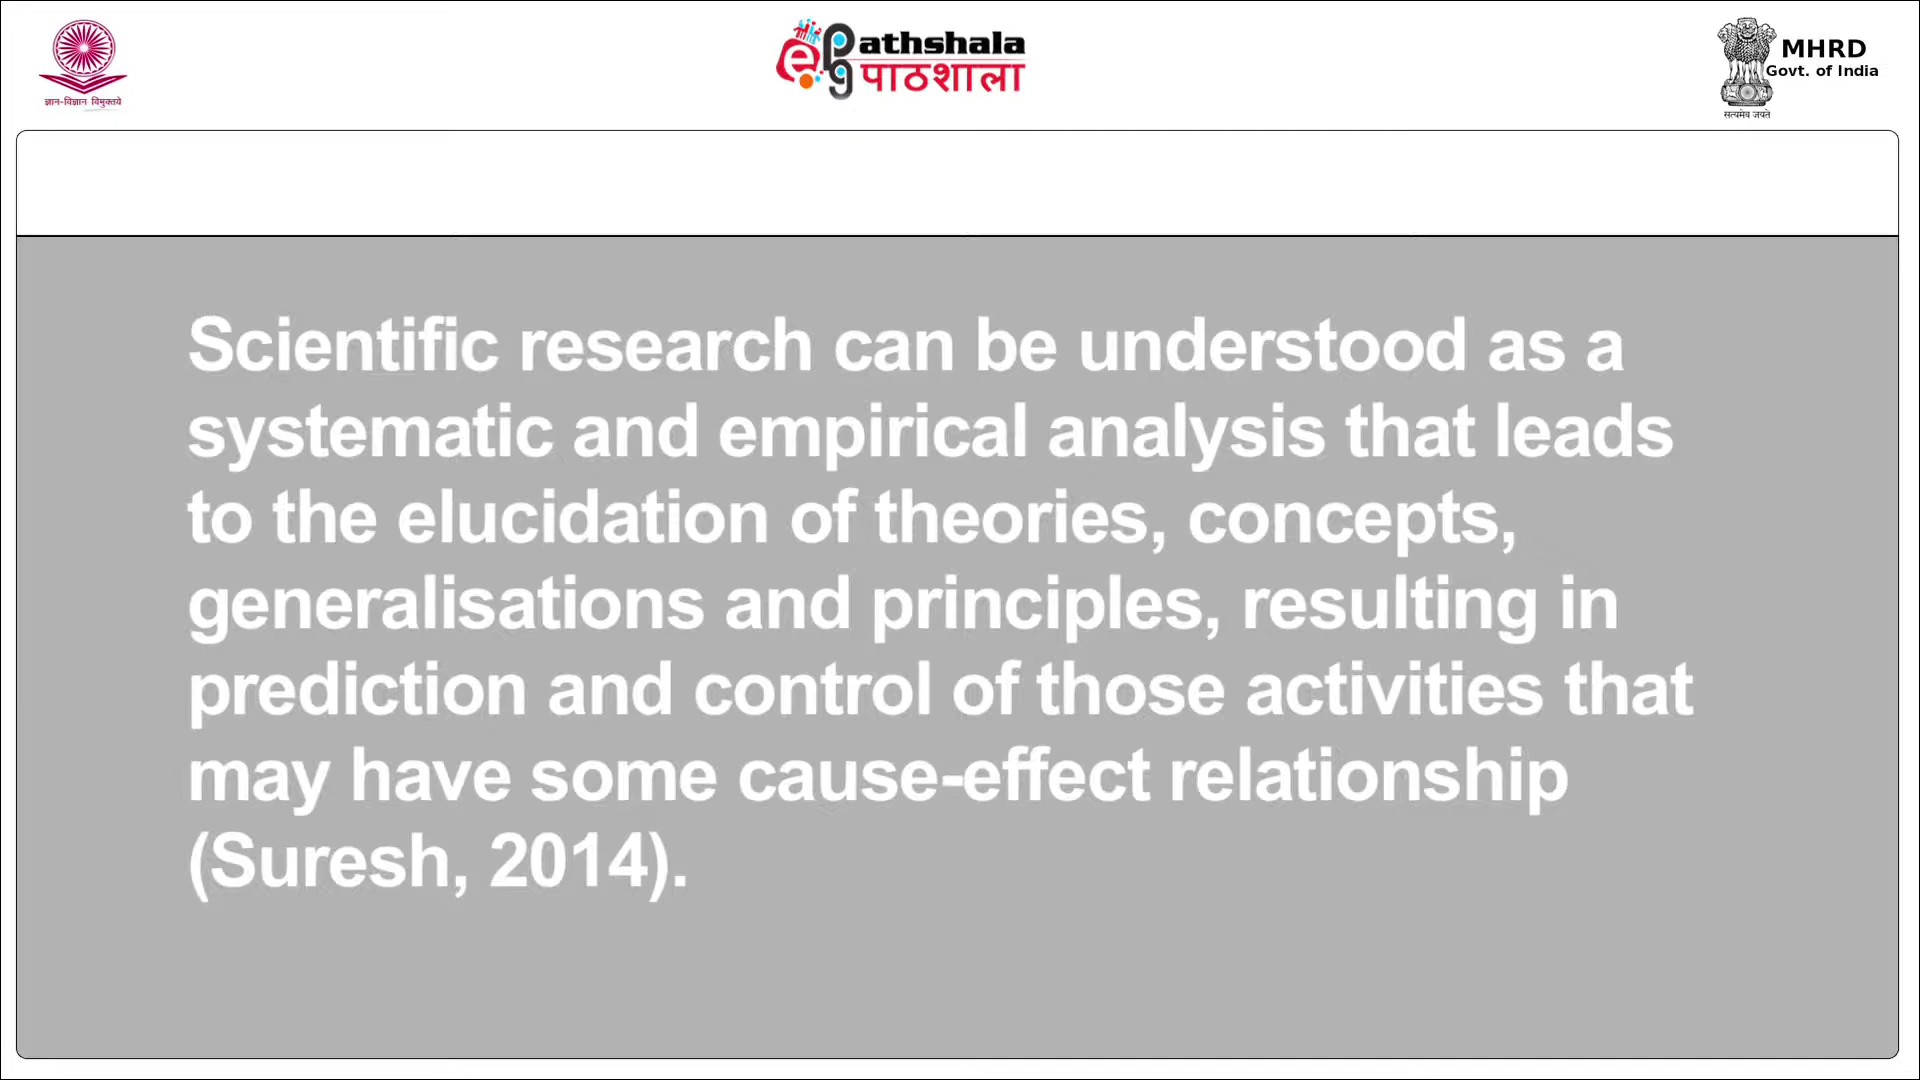 ज्ञान-विज्ञान विमुक्तये
e pg Pathshala
पाठशाला
MHRD
Govt. of India
सत्यमेव जयते
Scientific research can be understood as a
systematic and empirical analysis that leads
to the elucidation of theories, concepts,
generalisations and principles, resulting in
prediction and control of those activities that
may have some cause-effect relationship
(Suresh, 2014).